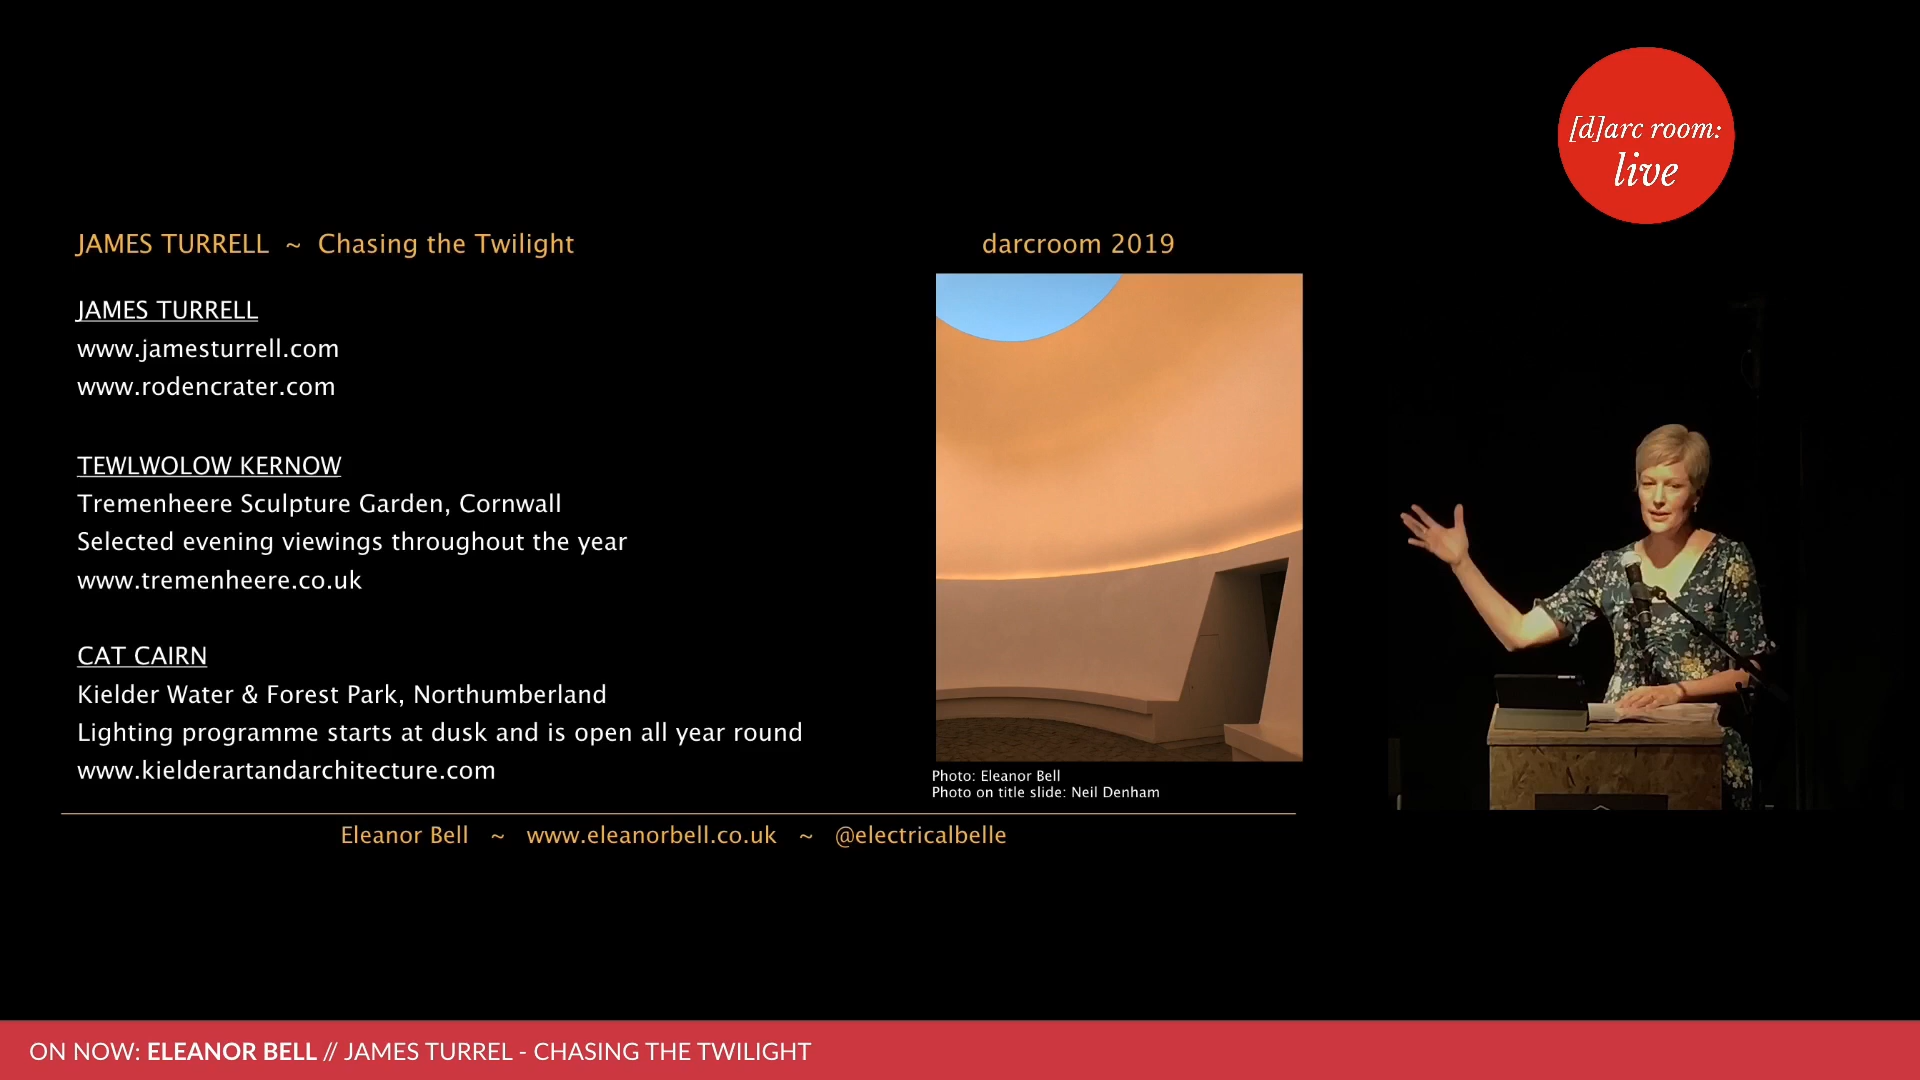 [d]arc room:
live
JAMES TURRELL ~ Chasing the Twilight
darcroom 2019
JAMES TURRELL
www.jamesturrell.com
www.rodencrater.com
TEWLWOLOW KERNOW
Tremenheere Sculpture Garden, Cornwall
Selected evening viewings throughout the year
www.tremenheere.co.uk
CAT CAIRN
Kielder Water & Forest Park, Northumberland
Lighting programme starts at dusk and is open all year round
www.kielderartandarchitecture.com
Photo: Eleanor Bell
Photo on title slide: Neil Denham
Eleanor Bell ~ www.eleanorbell.co.uk ~ @electricalbelle
ON NOW: ELEANOR BELL // JAMES TURREL - CHASING THE TWILIGHT